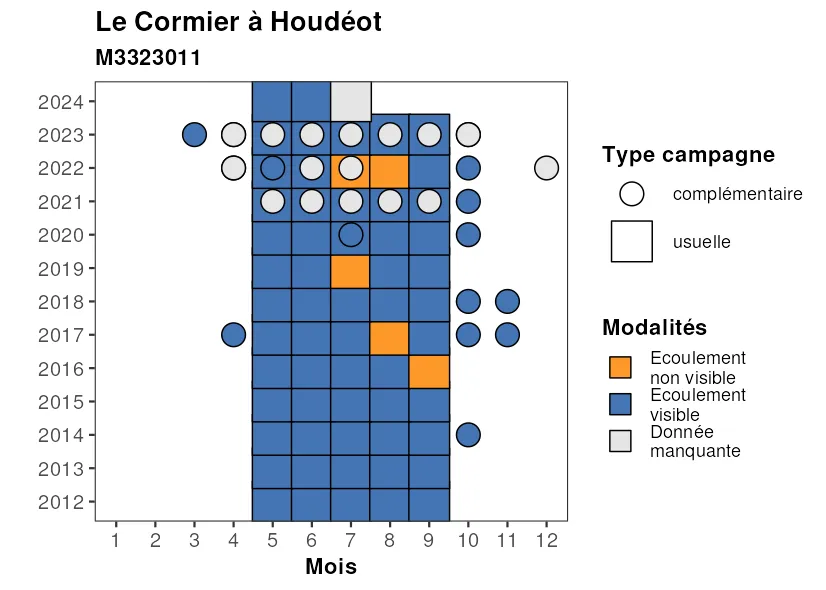 Le Cormier à Houdéot
M3323011
2024
2023
2022
2021
2020
2019
2018
2017
2016
2015
2014
2013
2012
1 2 3 4 5 6 7 8 9 10 11 12
Mois
Type campagne
complémentaire
usuelle
Modalités
Ecoulement
non visible
Ecoulement
visible
Donnée
manquante